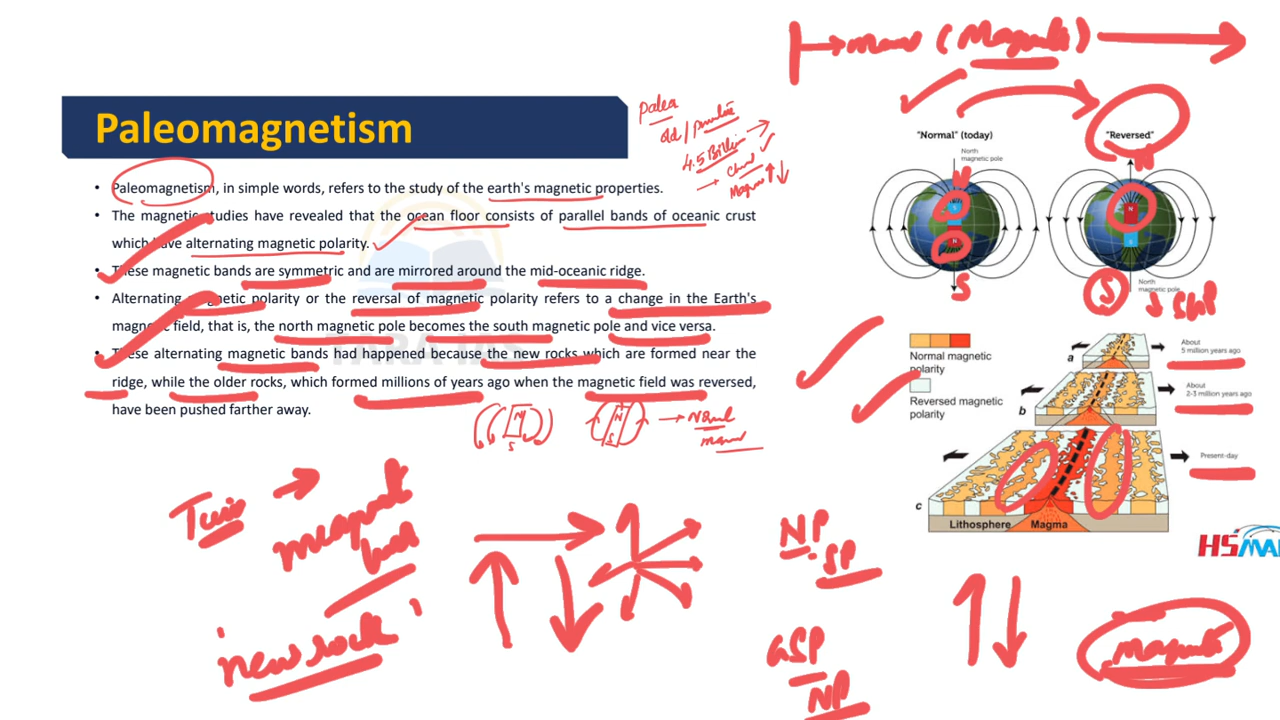 Paleomagnetism
• Paleomagnetism, in simple words, refers to the study of the earth's magnetic properties.
• The magnetic studies have revealed that the ocean floor consists of parallel bands of oceanic crust
which have alternating magnetic polarity.
• These magnetic bands are symmetric and are mirrored around the mid-oceanic ridge.
• Alternating magnetic polarity or the reversal of magnetic polarity refers to a change in the Earth's
magnetic field, that is, the north magnetic pole becomes the south magnetic pole and vice versa.
• These alternating magnetic bands had happened because the new rocks which are formed near the
ridge, while the older rocks, which formed millions of years ago when the magnetic field was reversed,
have been pushed farther away.
Palea
4.5 Billion
"Normal" (today)
North
magnetic pole
S
N
S
"Reversed"
N
N
S
North
magnetic pole
S
Normal magnetic
polarity
Reversed magnetic
polarity
a
About
5 million years ago
b
About
2-3 million years ago
c
Present-day
Lithosphere
Magma
N
S
N
S
'new rock'
NP
SP
NP